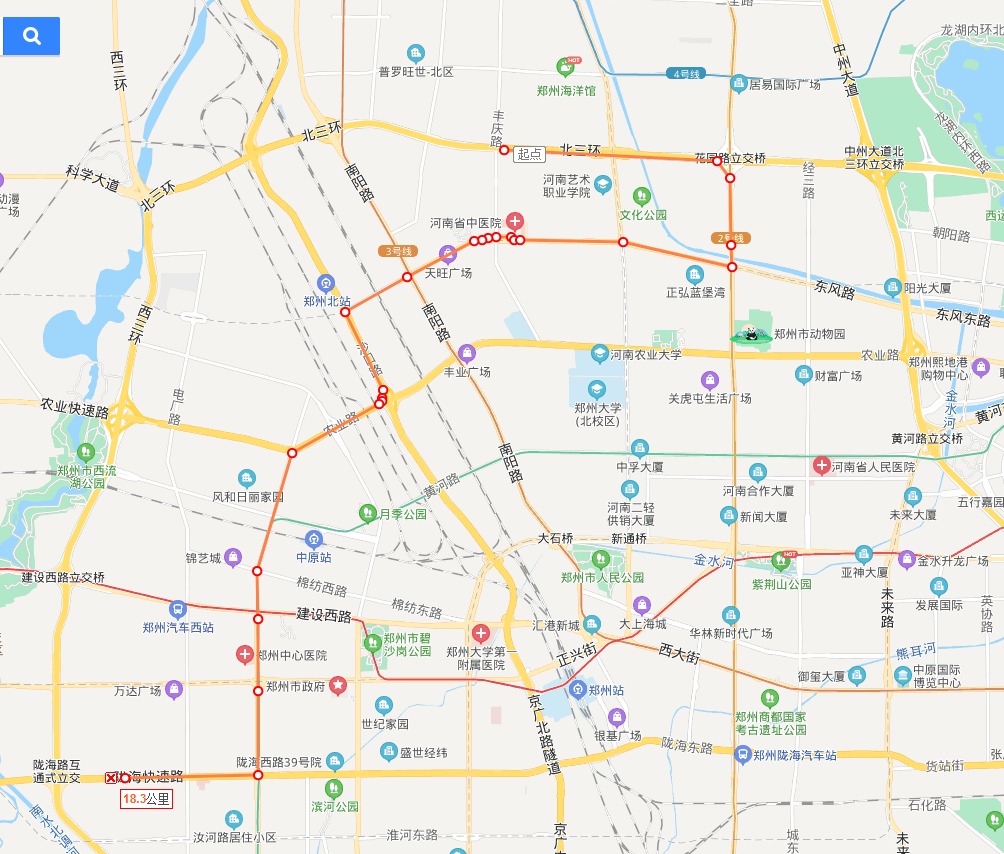 二里路
龙湖内环北
普罗旺世-北区
HOT
郑州海洋馆
4号线
居易国际广场
中州大道
西三环
丰庆路
龙湖外环西路
北三环
起点
北三环
花园路立交桥
中州大道北
三环立交桥
科学大道
北三环
南阳路
河南艺术
职业学院
经三路
动漫
广场
文化公园
西运
河南省中医院
朝阳路
3号线
2号线
天旺广场
正弘蓝堡湾
东风路
阳光大厦
郑州北站
南阳路
东风东路
西三环
郑州市动物园
沙口路
河南农业大学
农业路
丰业广场
郑州熙地港
购物中心
财富广场
关虎屯生活广场
电厂路
农业快速路
郑州大学
(北校区)
金水河
黄河路
农业路
黄河路立交桥
南阳路
中孚大厦
河南省人民医院
郑州市西流
湖公园
河南合作大厦
黄河路
风和日丽家园
河南二轻
供销大厦
未来大厦
五行嘉园
月季公园
新闻大厦
大石桥
新通桥
中原站
锦艺城
金水河
HOT
金水升龙广场
亚神大厦
建设西路立交桥
郑州市人民公园
紫荆山公园
棉纺西路
未来路
棉纺东路
英协路
发展国际
建设西路
郑州汽车西站
汇港新城
大上海城
华林新时代广场
郑州市碧
沙岗公园
郑州大学第一
附属医院
正兴街
西大街
熊耳河
郑州中心医院
御玺大厦
中原国际
博览中心
万达广场
郑州市政府
郑州站
京广北路隧道
世纪家园
银基广场
郑州商都国家
考古遗址公园
陇海东路
盛世经纬
郑州陇海汽车站
陇海路互
通式立交
陇海西路39号院
陇海快速路
货站街
18.3公里
滨河公园
石化路
南水北调
汝河路居住小区
淮河东路
京广
城东
未来